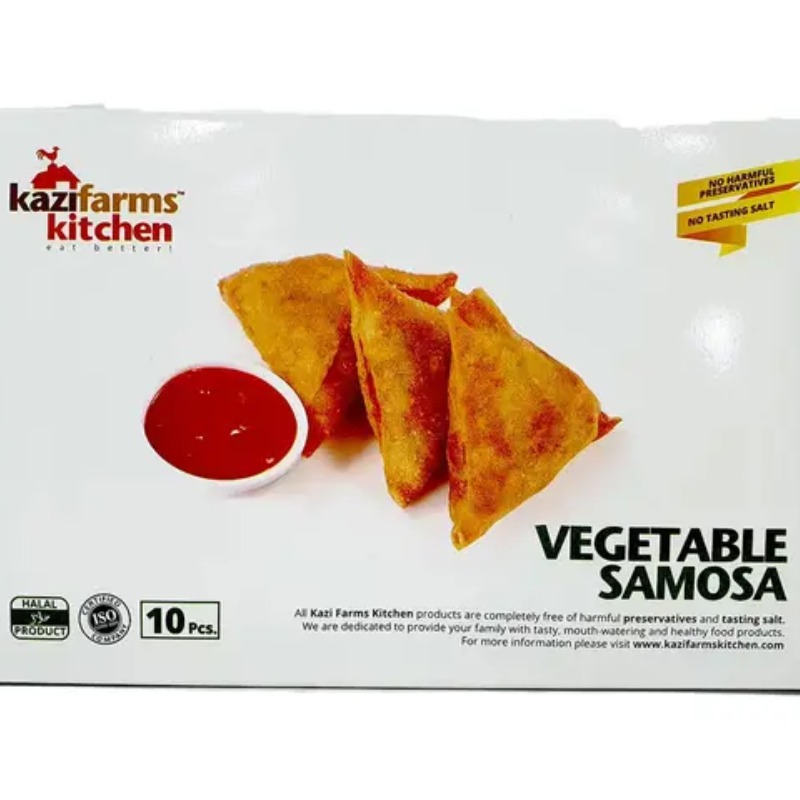 kazifarms™
kitchen
eat better!
NO HARMFUL
PRESERVATIVES
NO TASTING SALT
VEGETABLE
SAMOSA
HALAL
PRODUCT
CERTIFIED
ISO
COMPANY
10 Pcs.
All Kazi Farms Kitchen products are completely free of harmful preservatives and tasting salt.
We are dedicated to provide your family with tasty, mouth-watering and healthy food products.
For more information please visit www.kazifarmskitchen.com